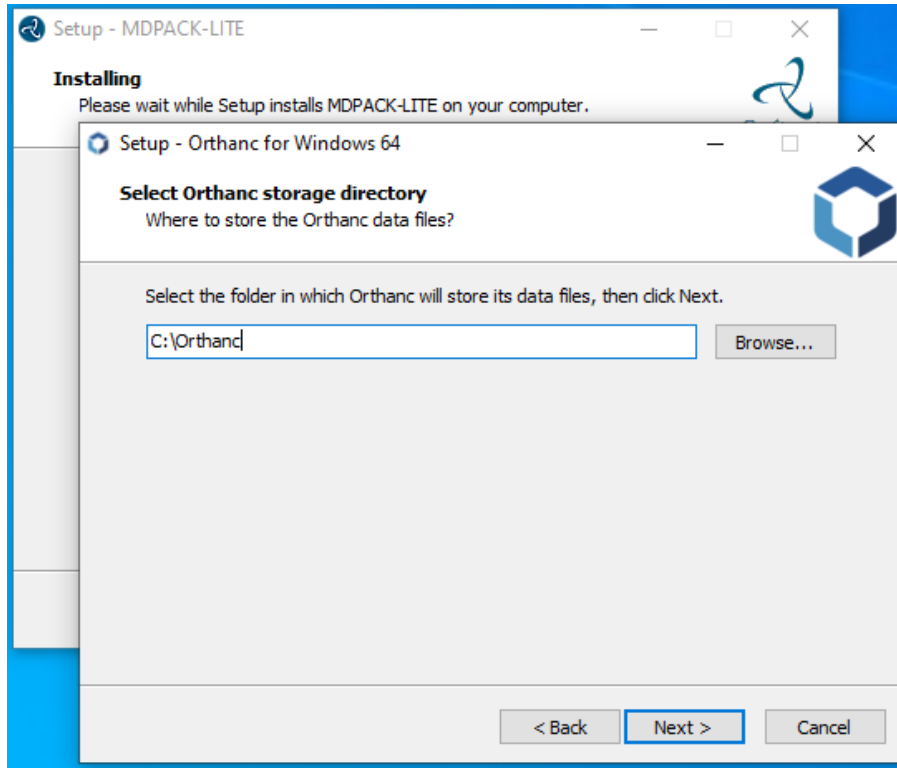 Setup - MDPACK-LITE
Installing
Please wait while Setup installs MDPACK-LITE on your computer.
Setup - Orthanc for Windows 64
Select Orthanc storage directory
Where to store the Orthanc data files?
Select the folder in which Orthanc will store its data files, then click Next.
C:\Orthanc
Browse...
< Back
Next >
Cancel